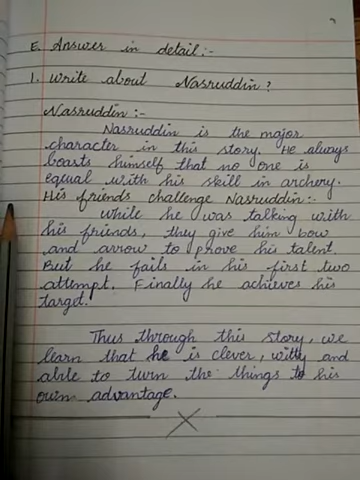 E. Answer in detail:-
1. Write about Nasruddin?
Nasruddin :-
Nasruddin is the major
character in this story. He always
boasts himself that no one is
equal with his skill in archery.
His friends challenge Nasruddin:-
While he was talking with
his friends, they give him bow
and arrow to prove his talent.
But he fails in his first two
attempt. Finally he achieves his
target.
Thus through this story, we
learn that he is clever, witty and
able to turn the things to his
own advantage.